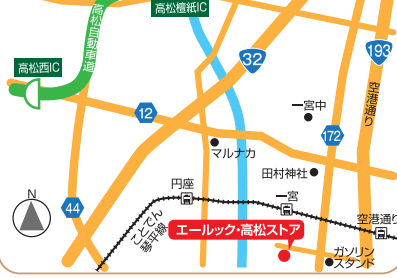 高松檀紙IC
高松自動車道
32
193
高松西IC
12
一宮中
空港通り
172
マルナカ
田村神社
円座
一宮
N
44
ことでん
琴平線
エールック・高松ストア
空港通り
ガソリン
スタンド